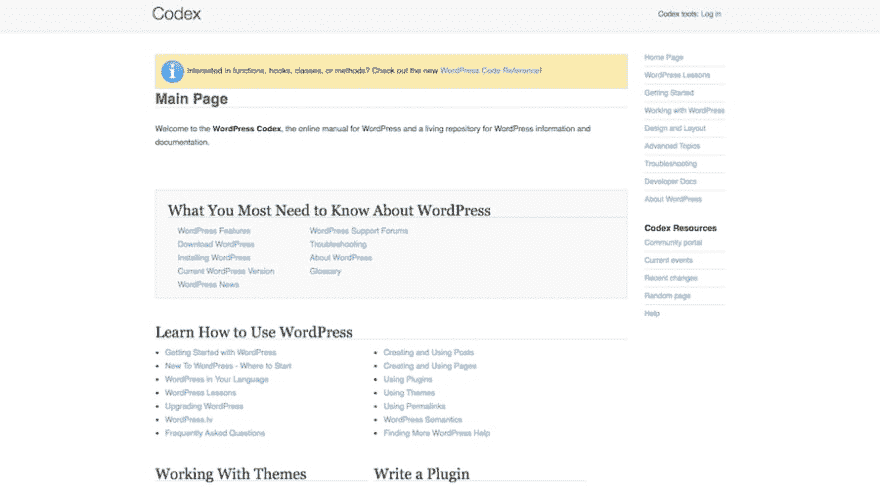 Codex
Codex tools: Log in
Interested in functions, hooks, classes, or methods? Check out the new WordPress Code Reference!
Main Page
Welcome to the WordPress Codex, the online manual for WordPress and a living repository for WordPress information and
documentation.
What You Most Need to Know About WordPress
WordPress Features
Download WordPress
Installing WordPress
Current WordPress Version
WordPress News
WordPress Support Forums
Troubleshooting
About WordPress
Glossary
Learn How to Use WordPress
Getting Started with WordPress
New To WordPress - Where to Start
WordPress in Your Language
WordPress Lessons
Upgrading WordPress
WordPress.tv
Frequently Asked Questions
Creating and Using Posts
Creating and Using Pages
Using Plugins
Using Themes
Using Permalinks
WordPress Semantics
Finding More WordPress Help
Working With Themes
Write a Plugin
Home Page
WordPress Lessons
Getting Started
Working with WordPress
Design and Layout
Advanced Topics
Troubleshooting
Developer Docs
About WordPress
Codex Resources
Community portal
Current events
Recent changes
Random page
Help